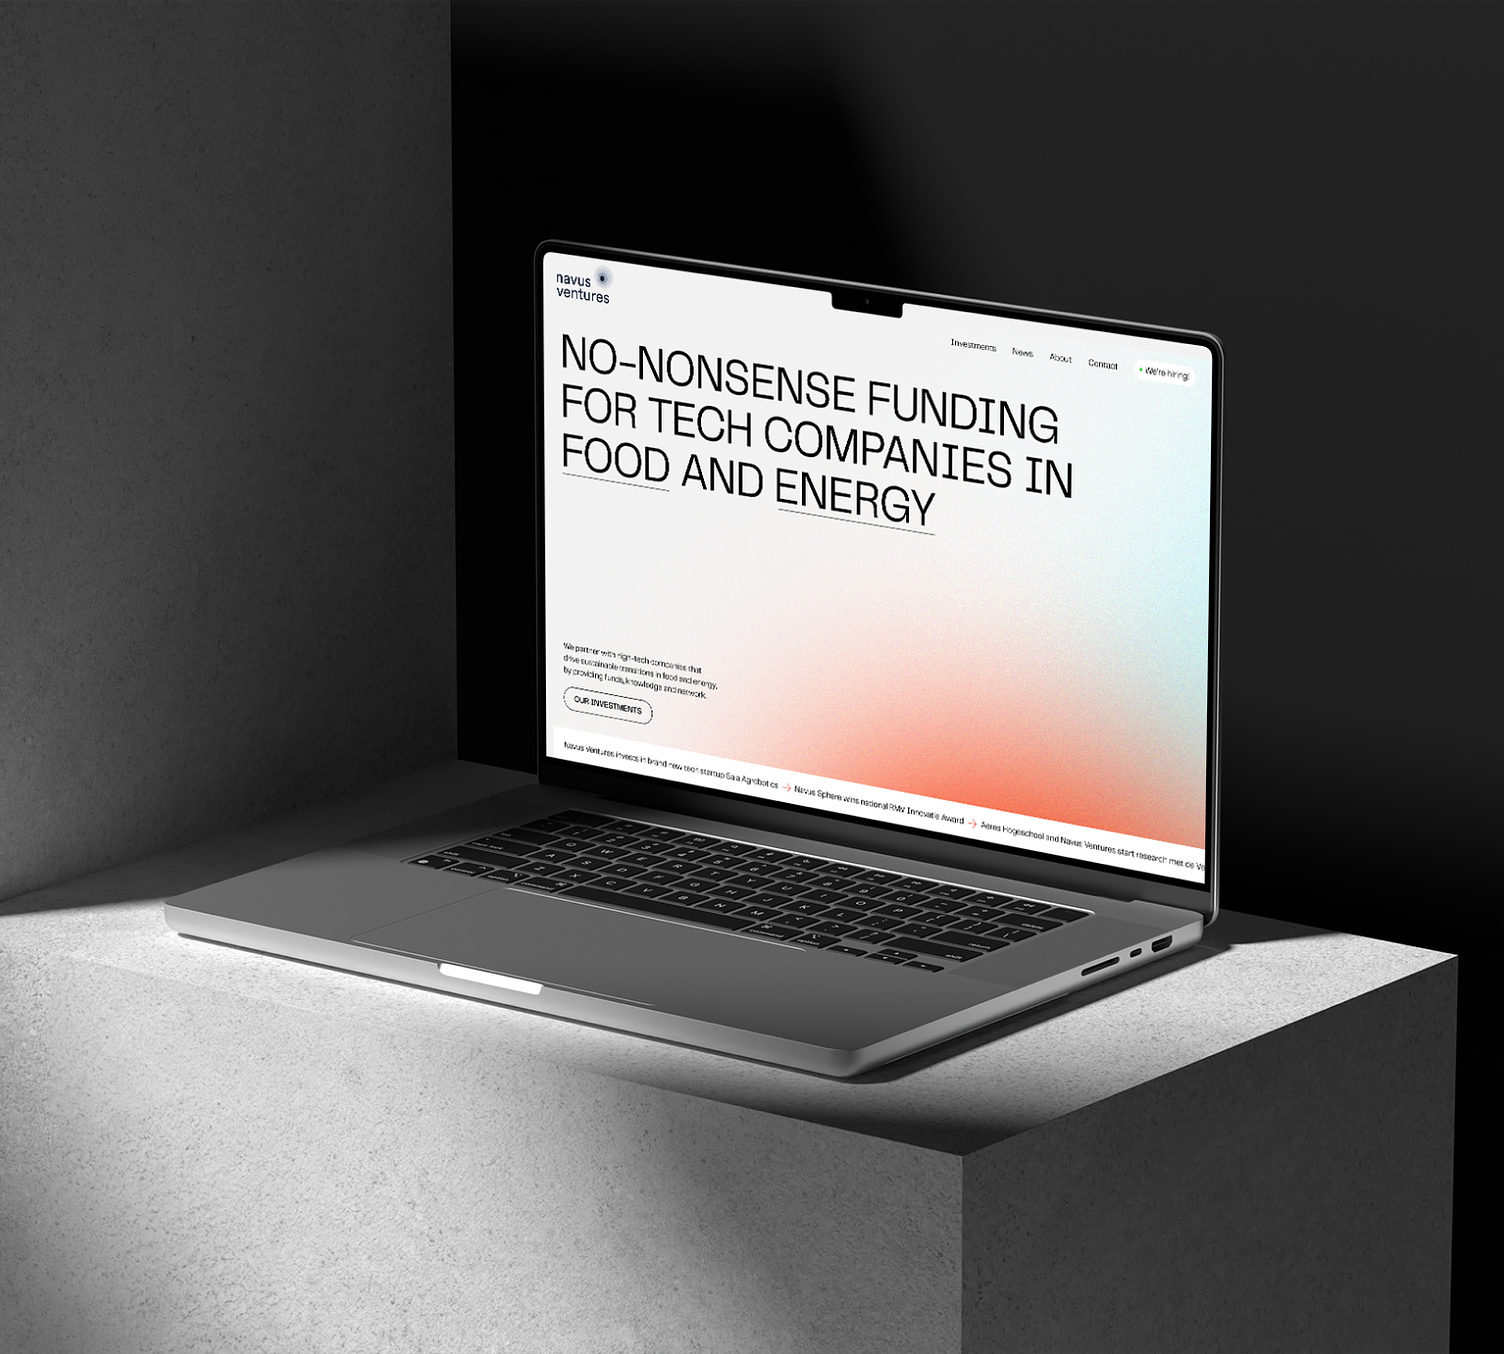 navus
ventures
Investments News About Contact We're hiring!
NO-NONSENSE FUNDING
FOR TECH COMPANIES IN
FOOD AND ENERGY
We partner with high-tech companies that
drive sustainable transitions in food and energy,
by providing funds, knowledge and network.
OUR INVESTMENTS
Navus Ventures invests in brand new tech startup Saia Agrobotics → Navus Sphere wins national RMV Innovatie Award → Aeres Hogeschool and Navus Ventures start research met de